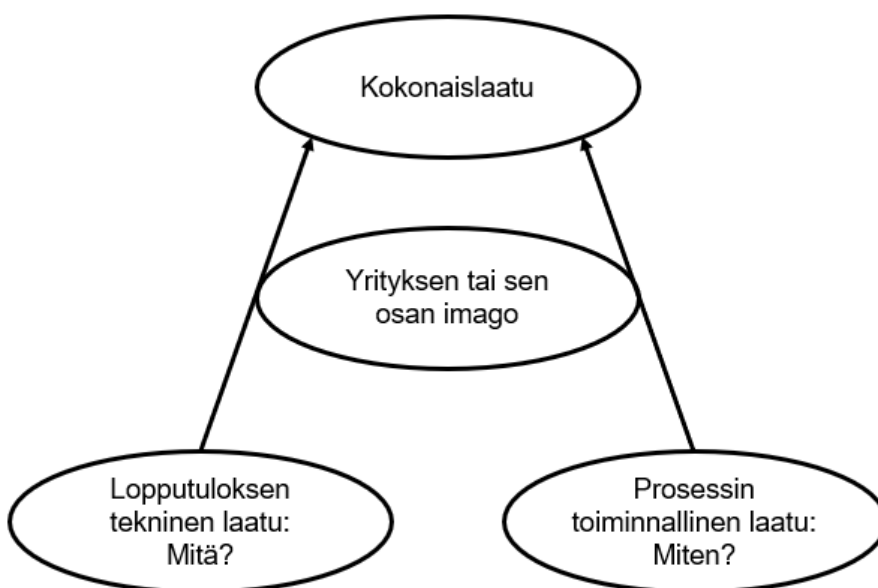 Kokonaislaatu
Yrityksen tai sen
osan imago
Lopputuloksen
tekninen laatu:
Mitä?
Prosessin
toiminnallinen laatu:
Miten?